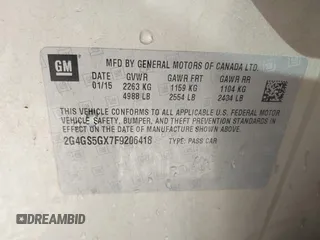 GM
MFD BY GENERAL MOTORS OF CANADA LTD.
DATE GVWR GAWR FRT GAWR RR
01/15 2263 KG 1159 KG 1104 KG
4988 LB 2554 LB 2434 LB
THIS VEHICLE CONFORMS TO ALL APPLICABLE U.S. FEDERAL MOTOR
VEHICLE SAFETY, BUMPER, AND THEFT PREVENTION STANDARDS IN
EFFECT ON THE DATE OF MANUFACTURE SHOWN ABOVE.
2G4GS5GX7F9206418 TYPE: PASS CAR
DREAMBID